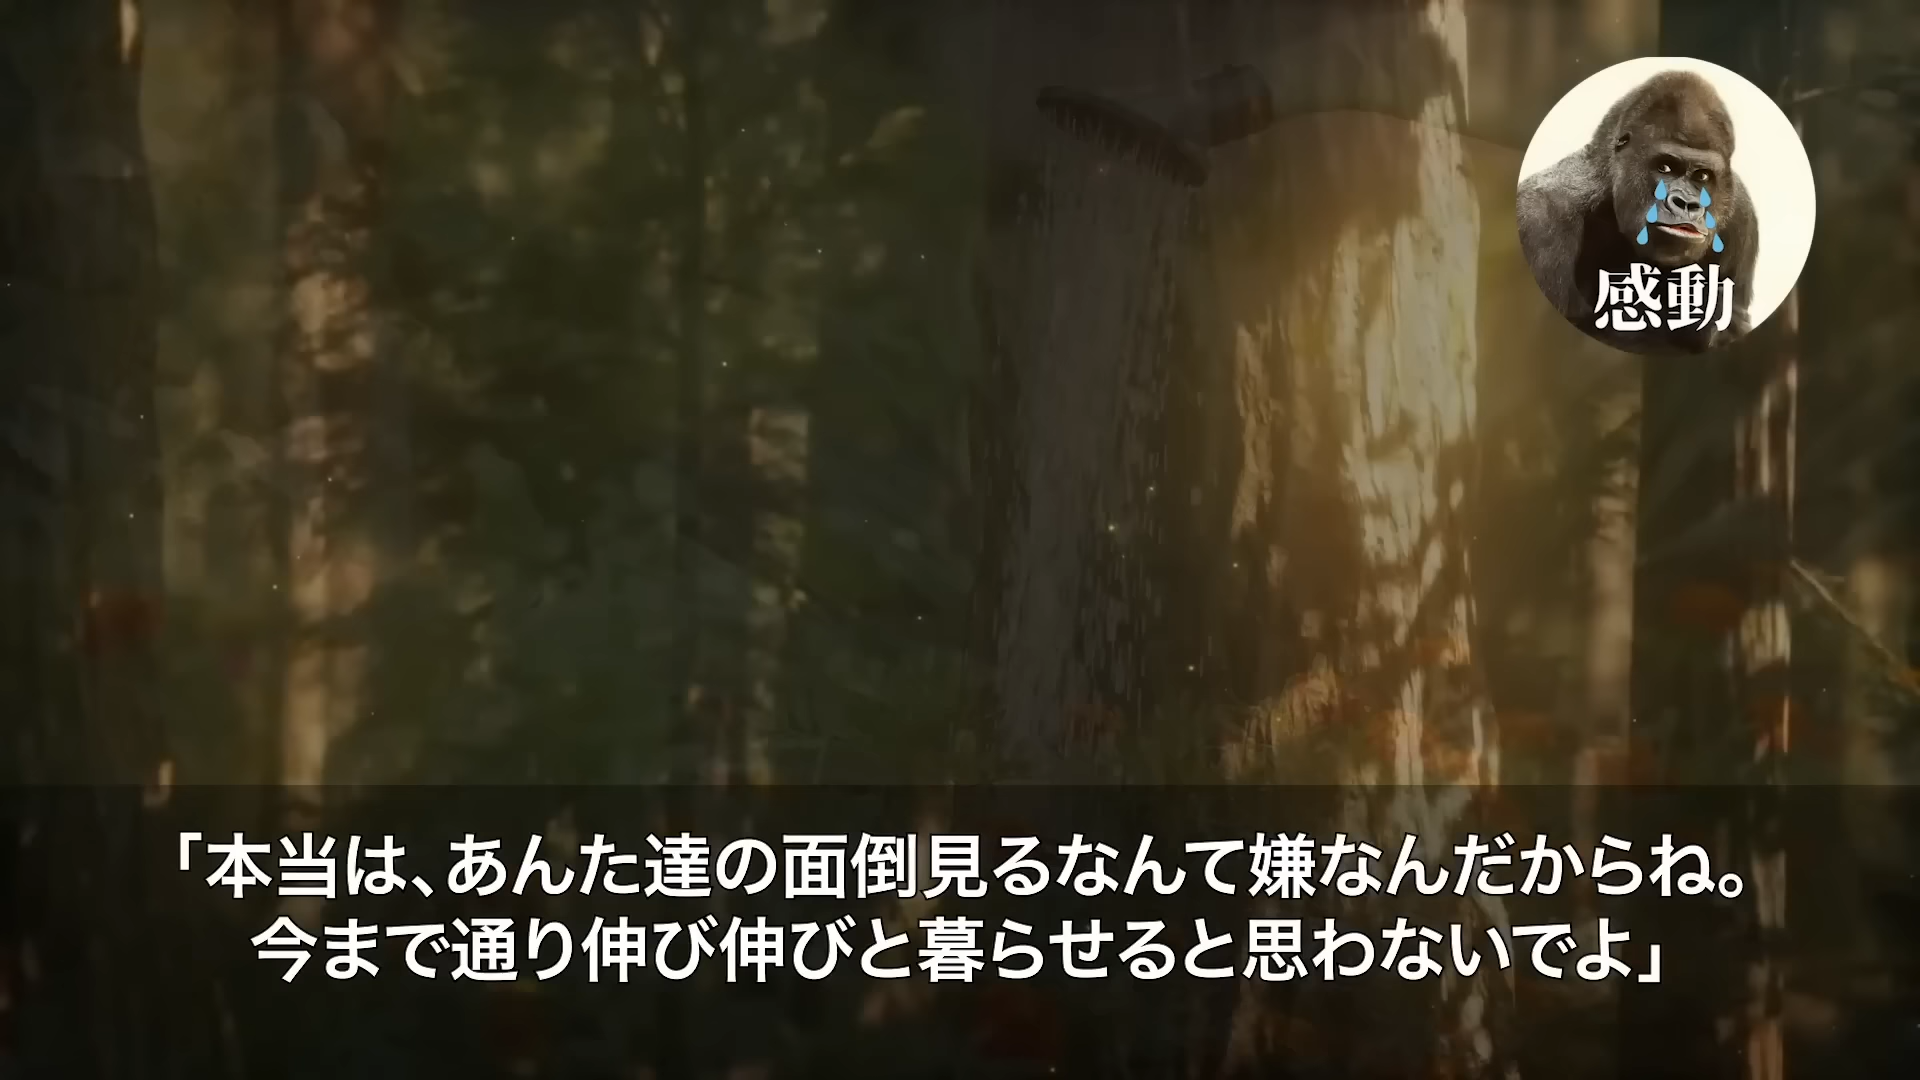 感動
「本当は、あんた達の面倒見るなんて嫌なんだからね。
今まで通り伸び伸びと暮らせると思わないでよ」